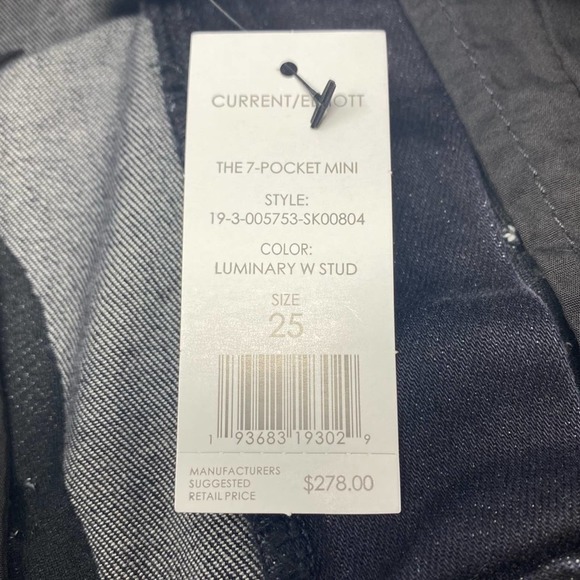 CURRENT/ELLIOTT
THE 7-POCKET MINI
STYLE:
19-3-005753-SK00804
COLOR:
LUMINARY W STUD
SIZE
25
1 93683 19302 9
MANUFACTURERS
SUGGESTED
RETAIL PRICE
$278.00